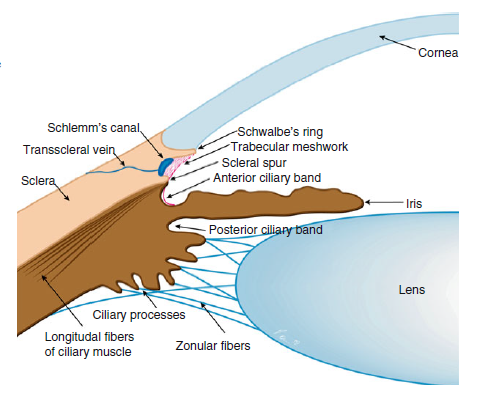 Cornea
Schlemm's canal
Schwalbe's ring
Transscleral vein
Trabecular meshwork
Scleral spur
Sclera
Anterior ciliary band
Iris
Posterior ciliary band
Lens
Ciliary processes
Longitudal fibers
of ciliary muscle
Zonular fibers